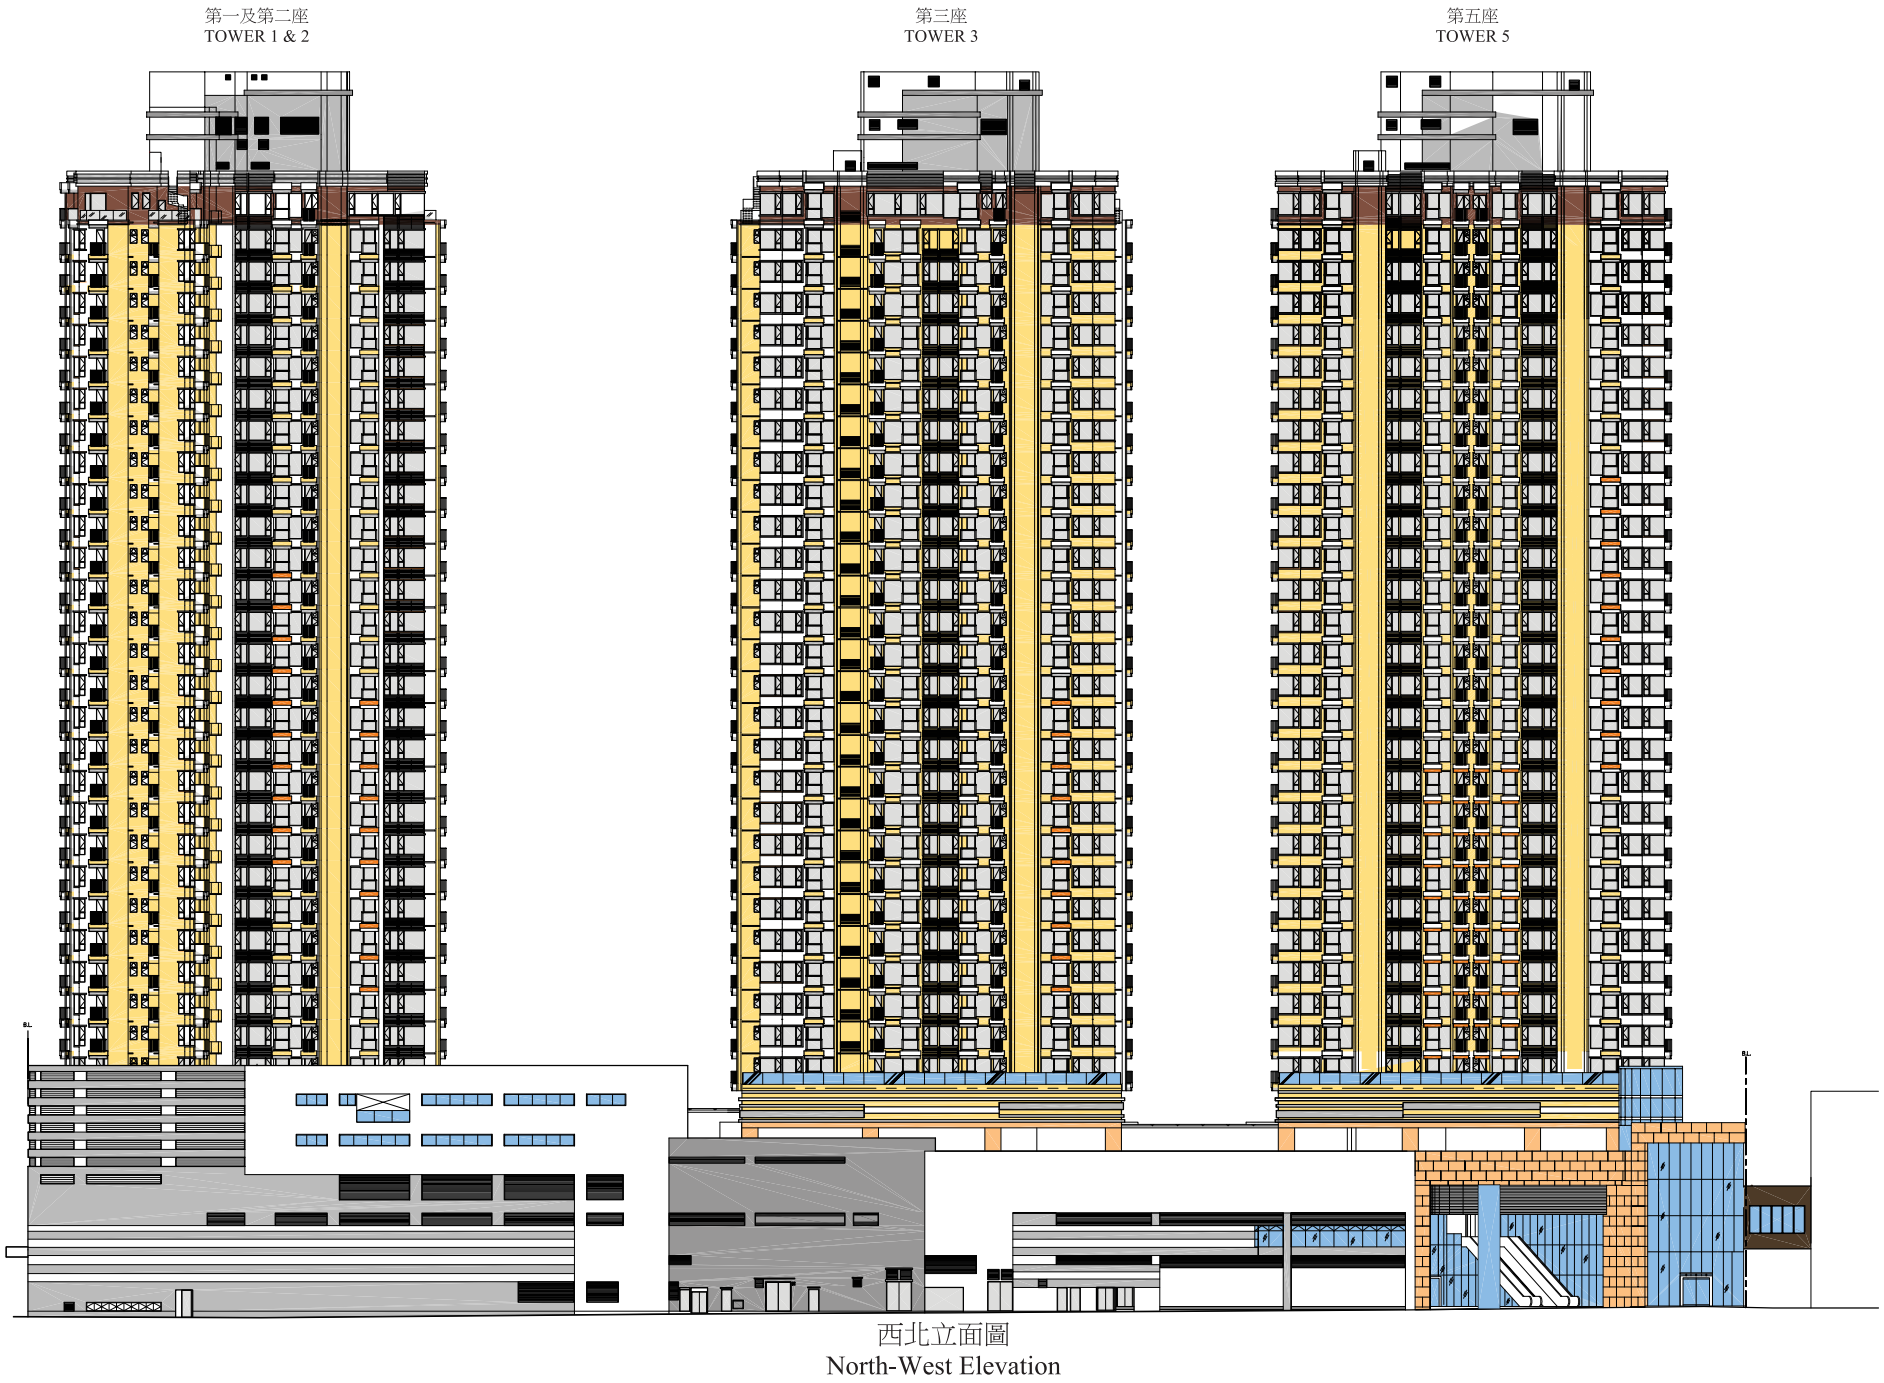 第一及第二座
TOWER 1 & 2
第三座
TOWER 3
第五座
TOWER 5
B.L.
B.L.
西北立面圖
North-West Elevation